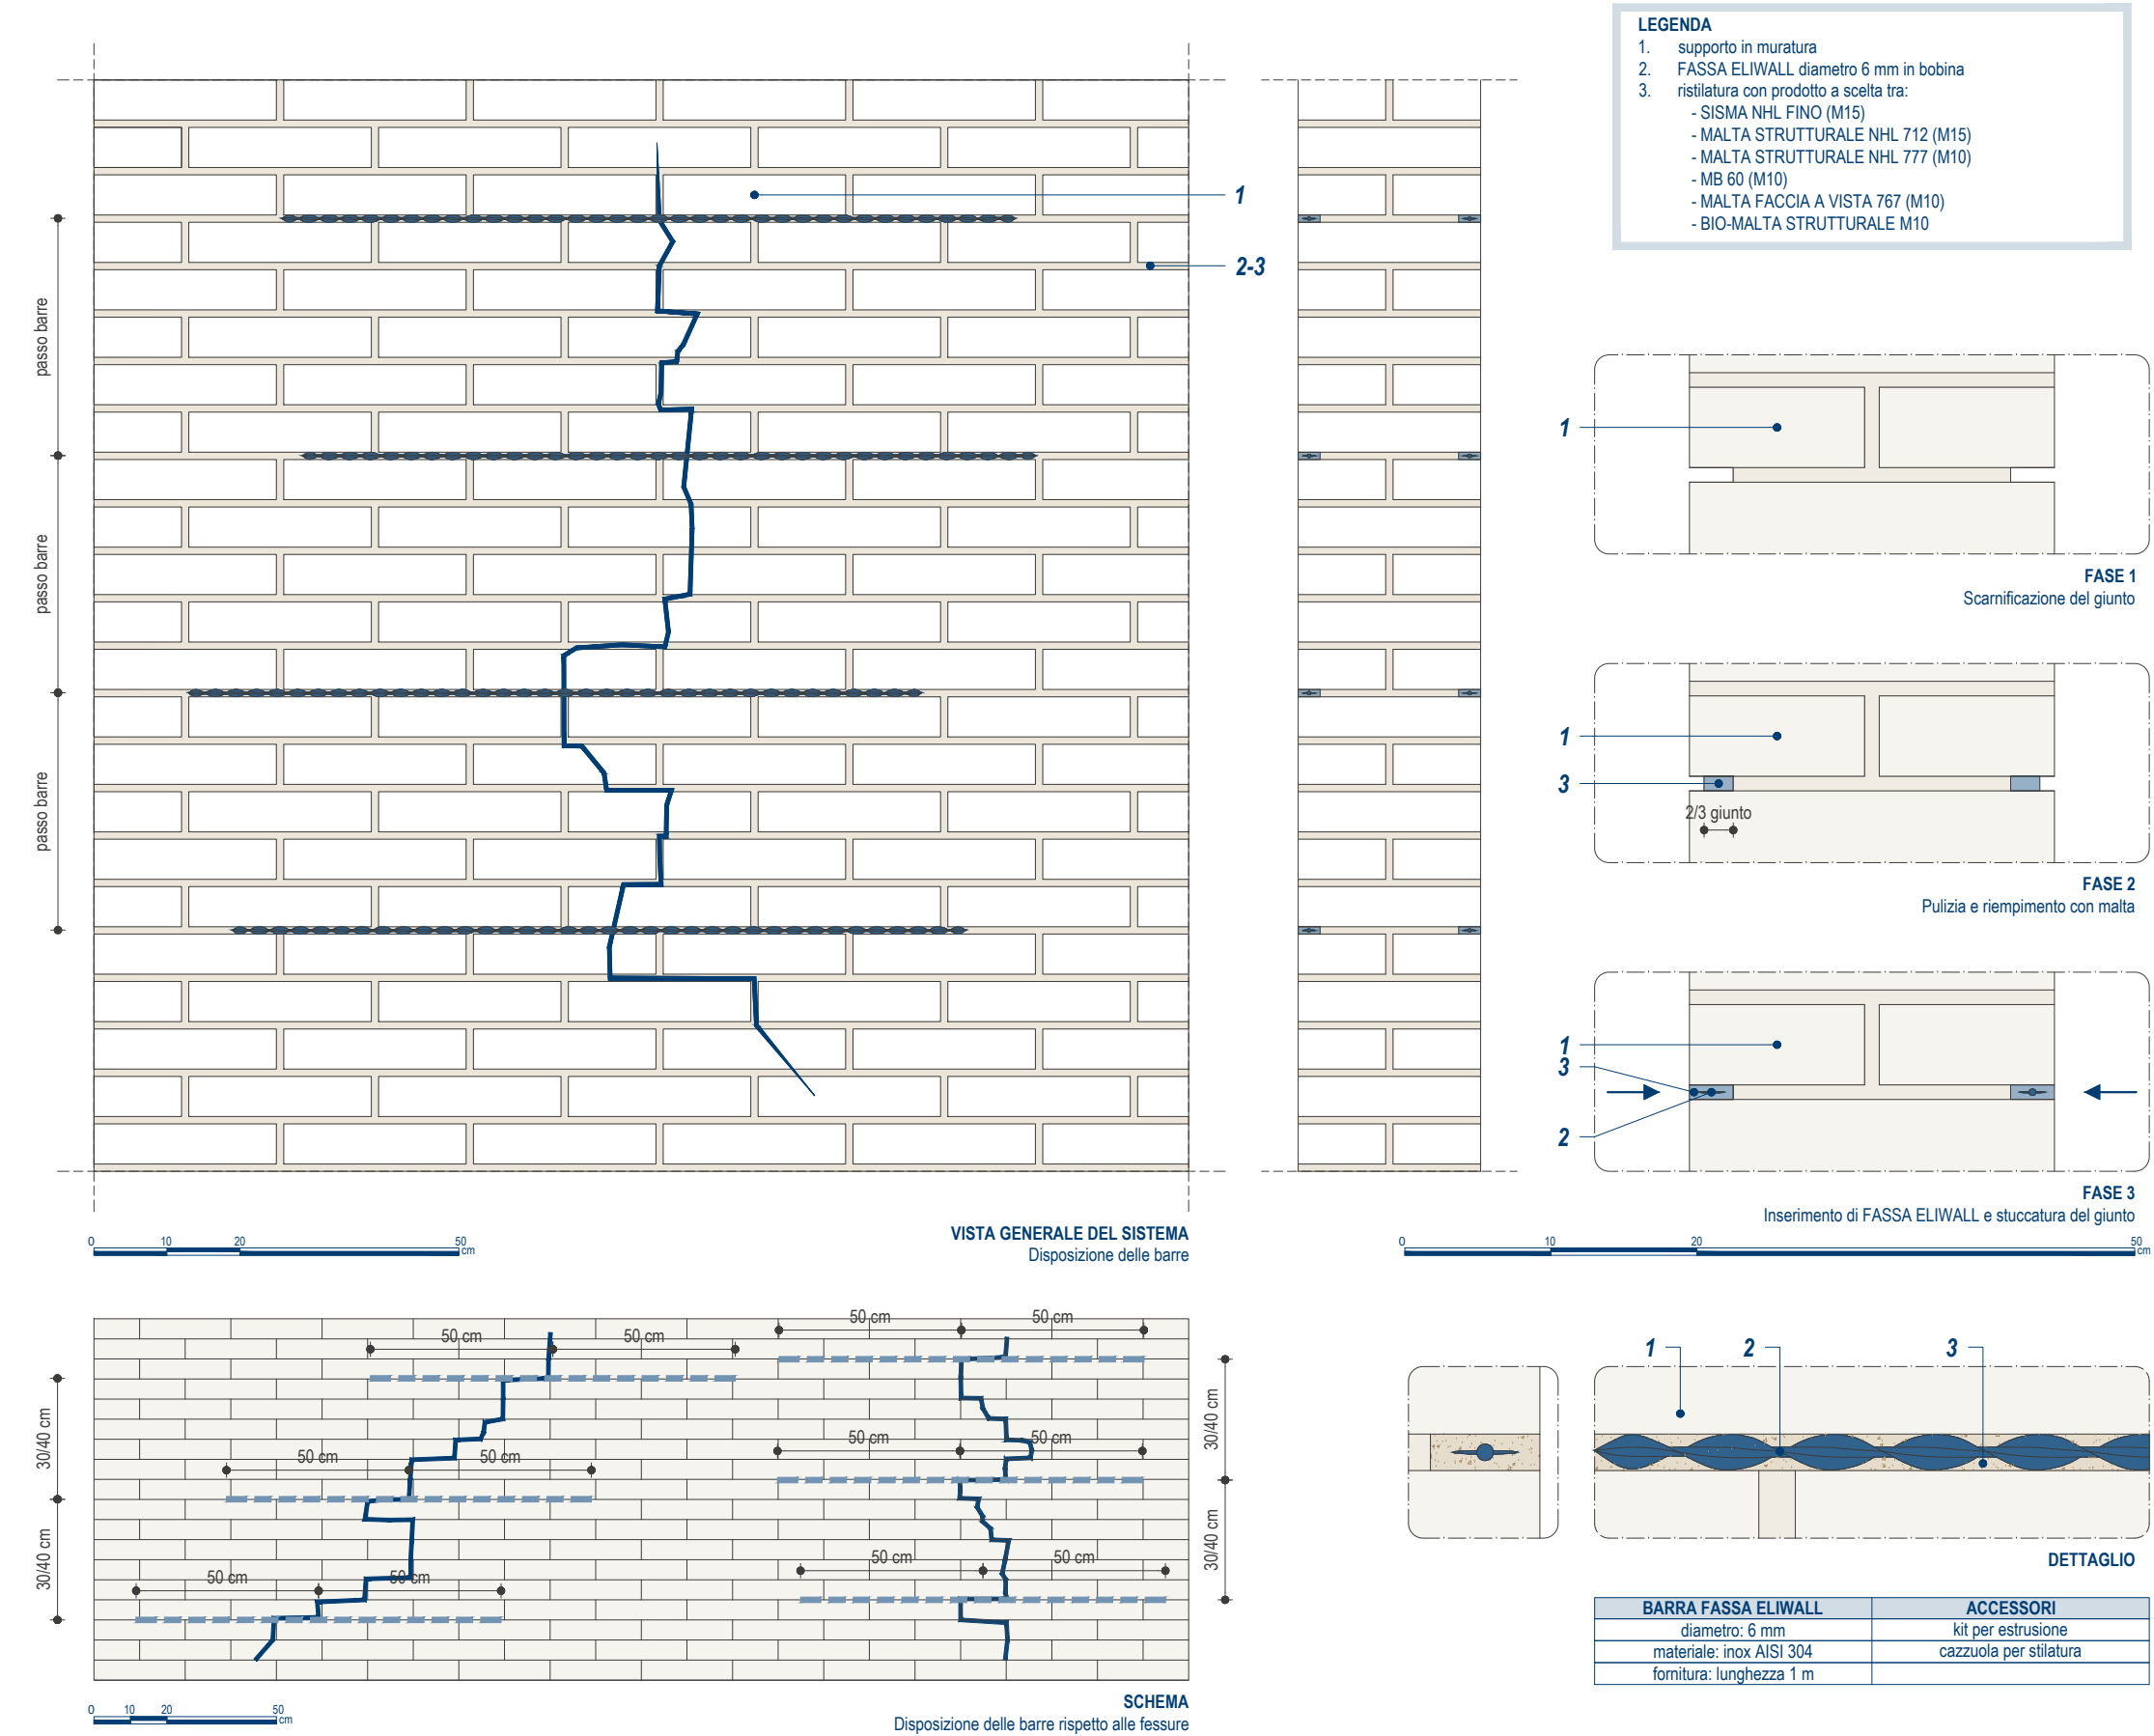 LEGENDA
1. supporto in muratura
2. FASSA ELIWALL diametro 6 mm in bobina
3. ristilatura con prodotto a scelta tra:
- SISMA NHL FINO (M15)
- MALTA STRUTTURALE NHL 712 (M15)
- MALTA STRUTTURALE NHL 777 (M10)
- MB 60 (M10)
- MALTA FACCIA A VISTA 767 (M10)
- BIO-MALTA STRUTTURALE M10
1
2-3
passo barre
passo barre
passo barre
VISTA GENERALE DEL SISTEMA
Disposizione delle barre
0 10 20 50 cm
1
FASE 1
Scarnificazione del giunto
1
3
2/3 giunto
FASE 2
Pulizia e riempimento con malta
1
3
2
FASE 3
Inserimento di FASSA ELIWALL e stuccatura del giunto
0 10 20 50 cm
50 cm 50 cm
50 cm 50 cm
50 cm 50 cm
30/40 cm
30/40 cm
50 cm 50 cm
50 cm 50 cm
50 cm 50 cm
30/40 cm
30/40 cm
SCHEMA
Disposizione delle barre rispetto alle fessure
0 10 20 50 cm
1 2 3
DETTAGLIO
BARRA FASSA ELIWALL ACCESSORI
diametro: 6 mm kit per estrusione
materiale: inox AISI 304 cazzuola per stilatura
fornitura: lunghezza 1 m